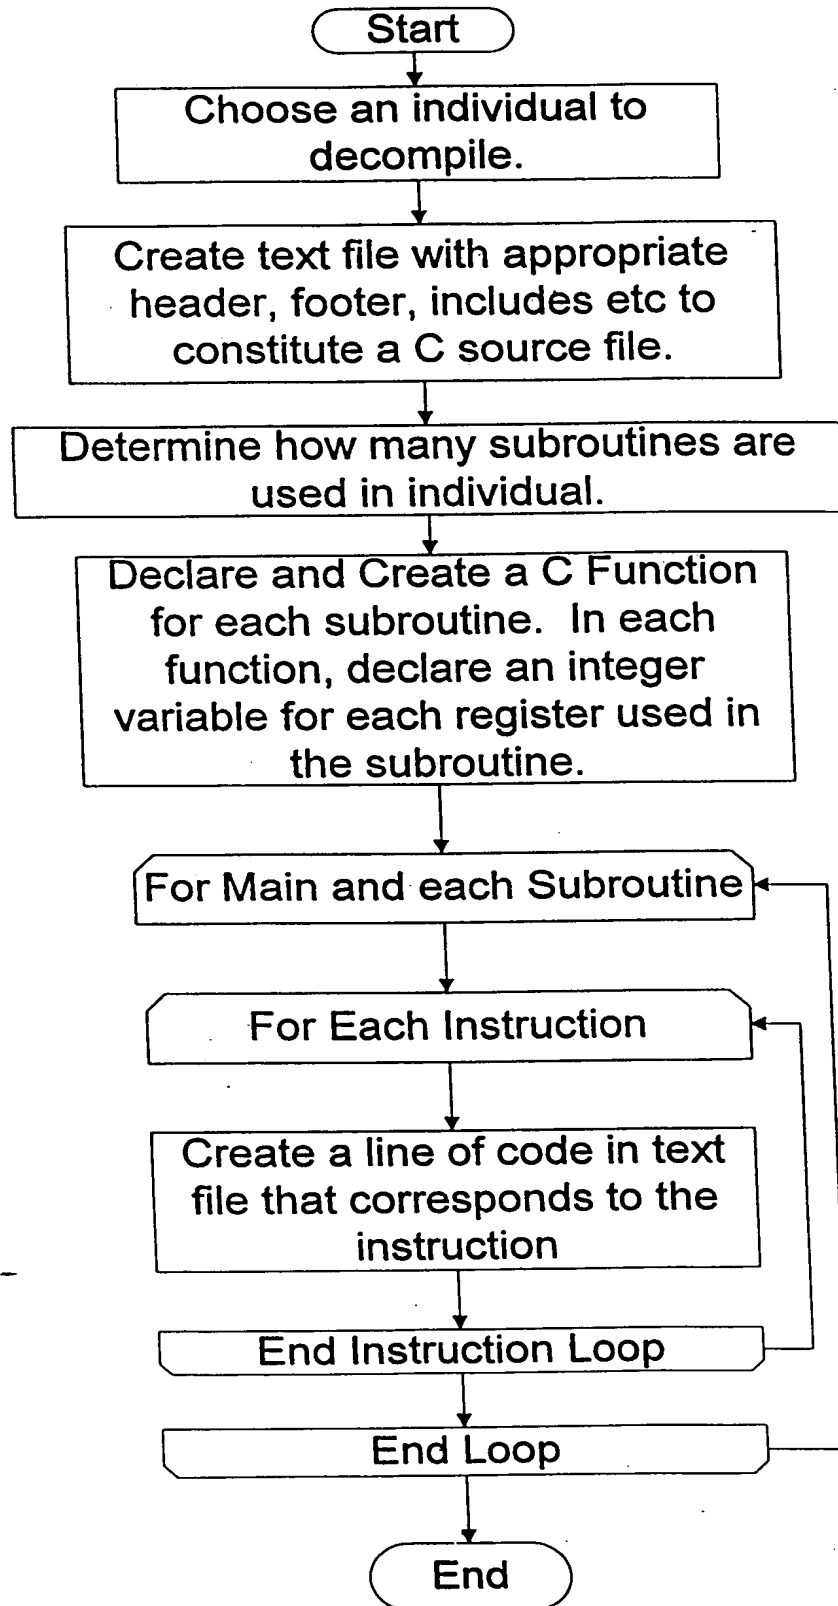 Start
Choose an individual to
decompile.
Create text file with appropriate
header, footer, includes etc to
constitute a C source file.
Determine how many subroutines are
used in individual.
Declare and Create a C Function
for each subroutine. In each
function, declare an integer
variable for each register used in
the subroutine.
For Main and each Subroutine
For Each Instruction
Create a line of code in text
file that corresponds to the
instruction
End Instruction Loop
End Loop
End